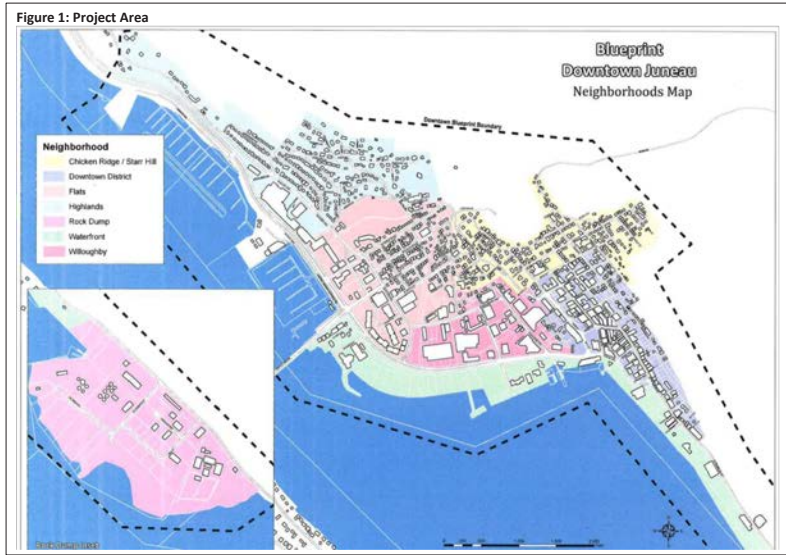 Figure 1: Project Area
Blueprint
Downtown Juneau
Neighborhoods Map
Downtown Blueprint Boundary
Neighborhood
Chicken Ridge / Starr Hill
Downtown District
Flats
Highlands
Rock Dump
Waterfront
Willoughby
Rock Dump Inset